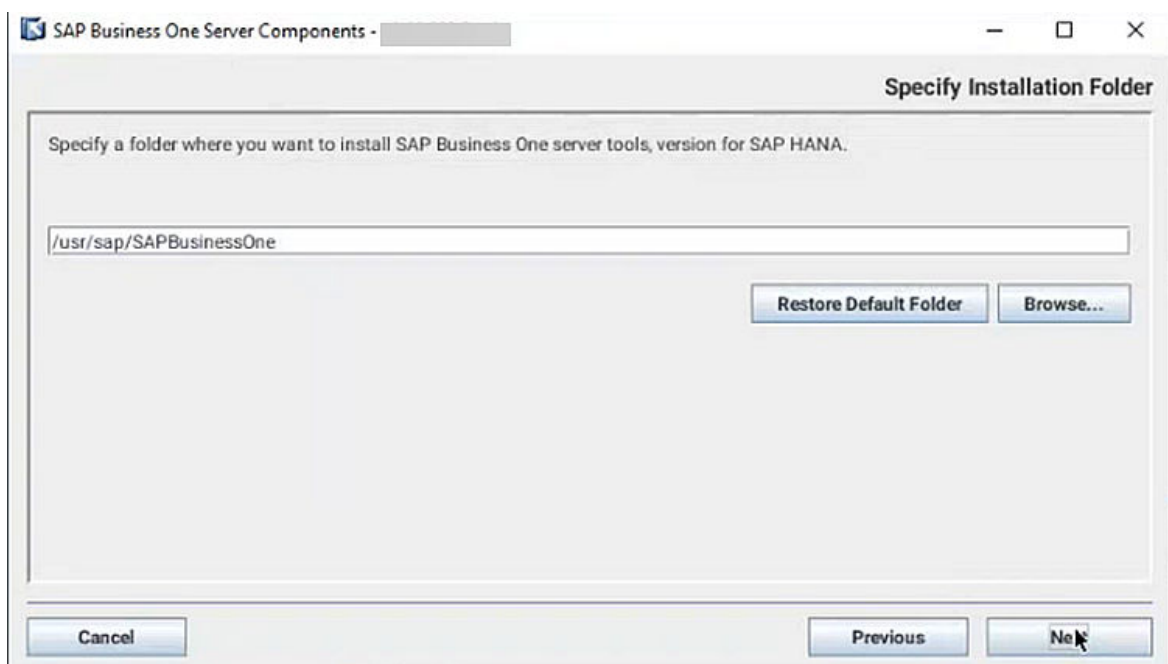 SAP Business One Server Components -
Specify Installation Folder
Specify a folder where you want to install SAP Business One server tools, version for SAP HANA.
/usr/sap/SAPBusinessOne
Restore Default Folder
Browse...
Cancel
Previous